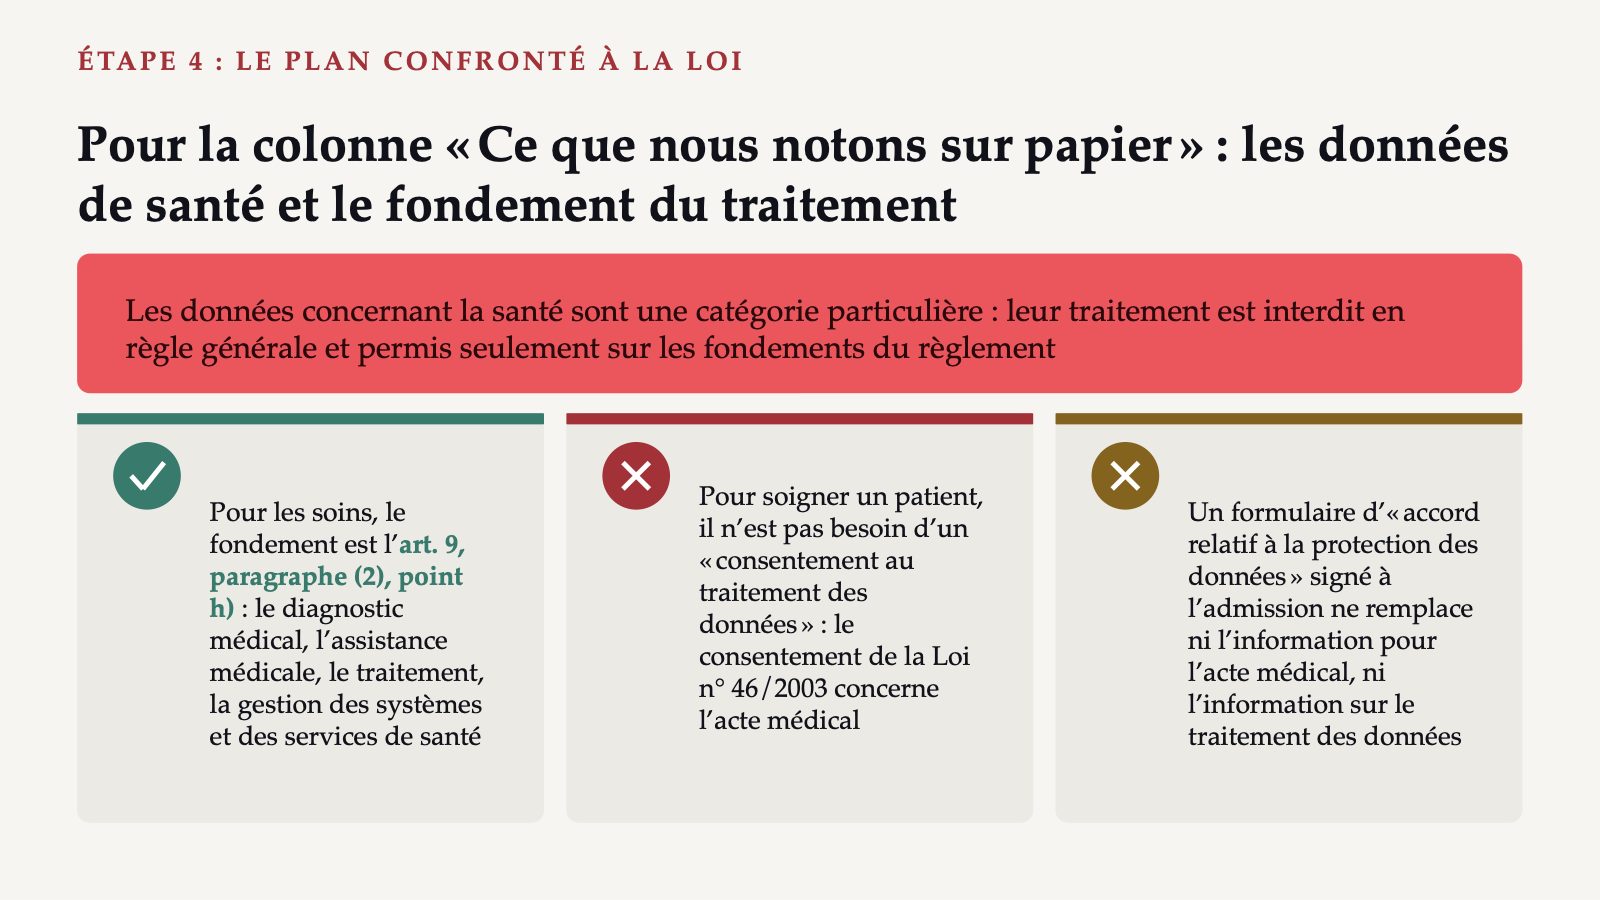 ÉTAPE 4 : LE PLAN CONFRONTÉ À LA LOI
Pour la colonne « Ce que nous notons sur papier » : les données
de santé et le fondement du traitement
Les données concernant la santé sont une catégorie particulière : leur traitement est interdit en
règle générale et permis seulement sur les fondements du règlement
Pour les soins, le
fondement est l’art. 9,
paragraphe (2), point
h) : le diagnostic
médical, l’assistance
médicale, le traitement,
la gestion des systèmes
et des services de santé
Pour soigner un patient,
il n’est pas besoin d’un
« consentement au
traitement des
données » : le
consentement de la Loi
n° 46/2003 concerne
l’acte médical
Un formulaire d’« accord
relatif à la protection des
données » signé à
l’admission ne remplace
ni l’information pour
l’acte médical, ni
l’information sur le
traitement des données